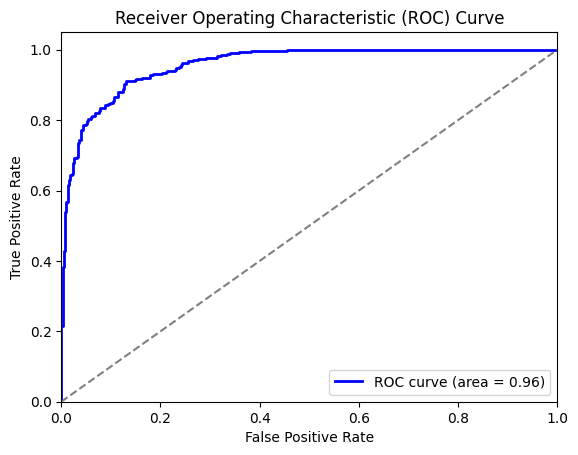 Receiver Operating Characteristic (ROC) Curve
True Positive Rate
1.0
0.8
0.6
0.4
0.2
0.0
ROC curve (area = 0.96)
0.0 0.2 0.4 0.6 0.8 1.0
False Positive Rate